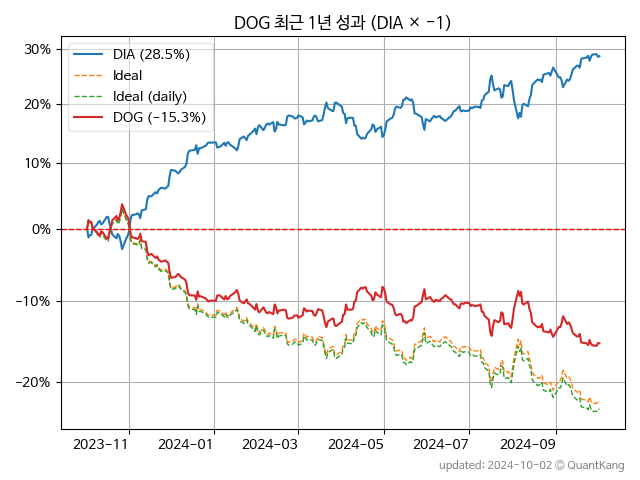 DOG 최근 1년 성과 (DIA × −1)
DIA (28.5%)
Ideal
Ideal (daily)
DOG (−15.3%)
30%
20%
10%
0%
−10%
−20%
2023-11
2024-01
2024-03
2024-05
2024-07
2024-09
updated: 2024-10-02 © QuantKang